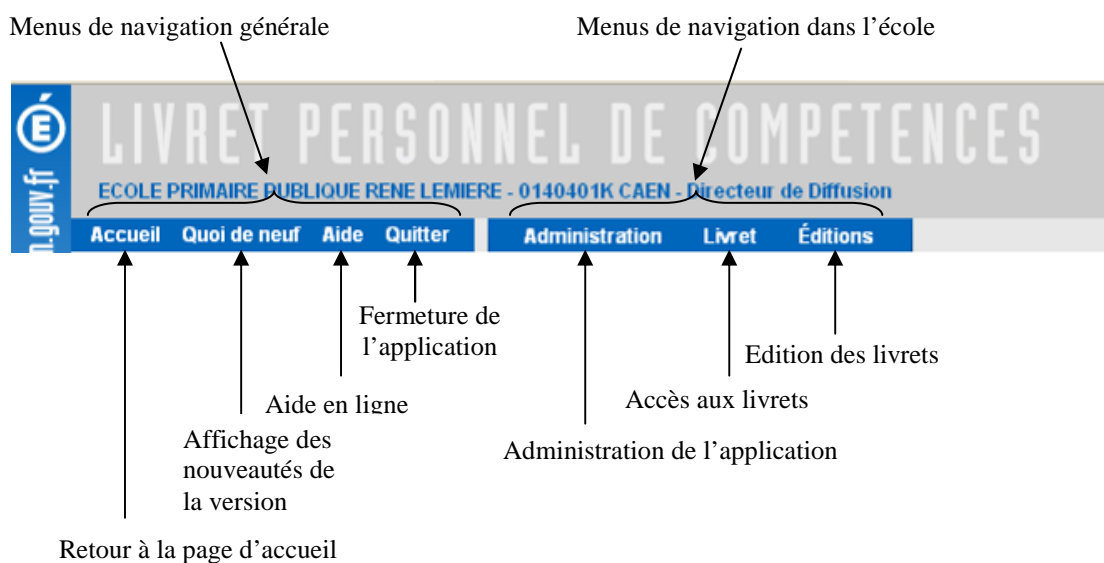 Menus de navigation générale
Menus de navigation dans l’école
É
n.gouv.fr
LIVRET PERSONNEL DE COMPETENCES
ECOLE PRIMAIRE PUBLIQUE RENE LEMIERE - 0140401K CAEN - Directeur de Diffusion
Accueil Quoi de neuf Aide Quitter Administration Livret Éditions
Fermeture de
l’application
Edition des livrets
Aide en ligne
Accès aux livrets
Affichage des
nouveautés de
la version
Administration de l’application
Retour à la page d’accueil